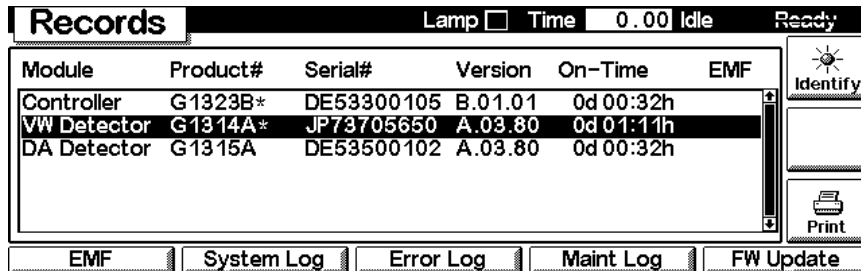 Records Lamp Time 0.00 Idle Ready
Module Product# Serial# Version On-Time EMF
Controller G1323B* DE53300105 B.01.01 0d 00:32h
VW Detector G1314A* JP73705650 A.03.80 0d 01:11h
DA Detector G1315A DE53500102 A.03.80 0d 00:32h
Identify
Print
EMF System Log Error Log Maint Log FW Update